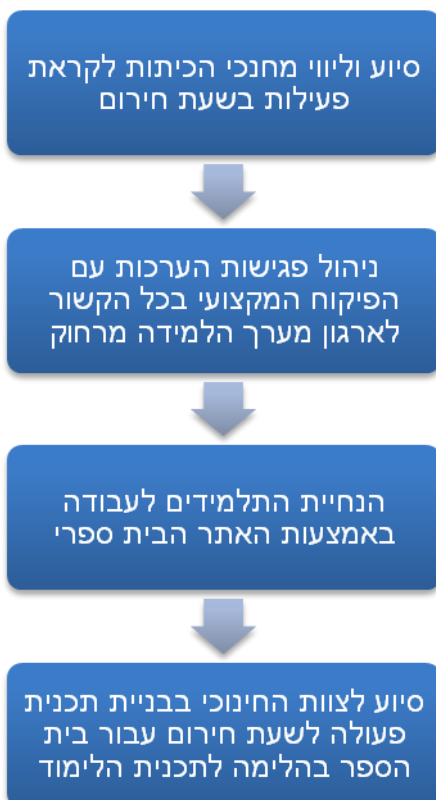 סיוע וליווי מחנכי הכיתות לקראת
פעילות בשעת חירום
ניהול פגישות הערכות עם
הפיקוח המקצועי בכל הקשור
לארגון מערך הלמידה מרחוק
הנחיית התלמידים לעבודה
באמצעות האתר הבית ספרי
סיוע לצוות החינוכי בבניית תכנית
פעולה לשעת חירום עבור בית
הספר בהלימה לתכנית הלימוד